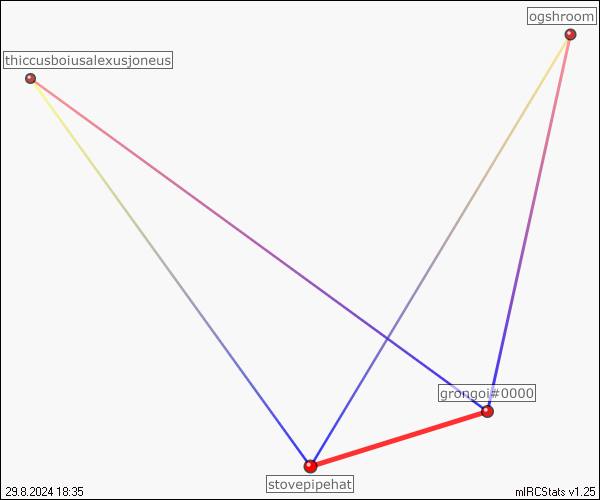 ogshroom
thiccusboiusalexusjoneus
grongoi#0000
stovepipehat
29.8.2024 18:35
mIRCStats v1.25